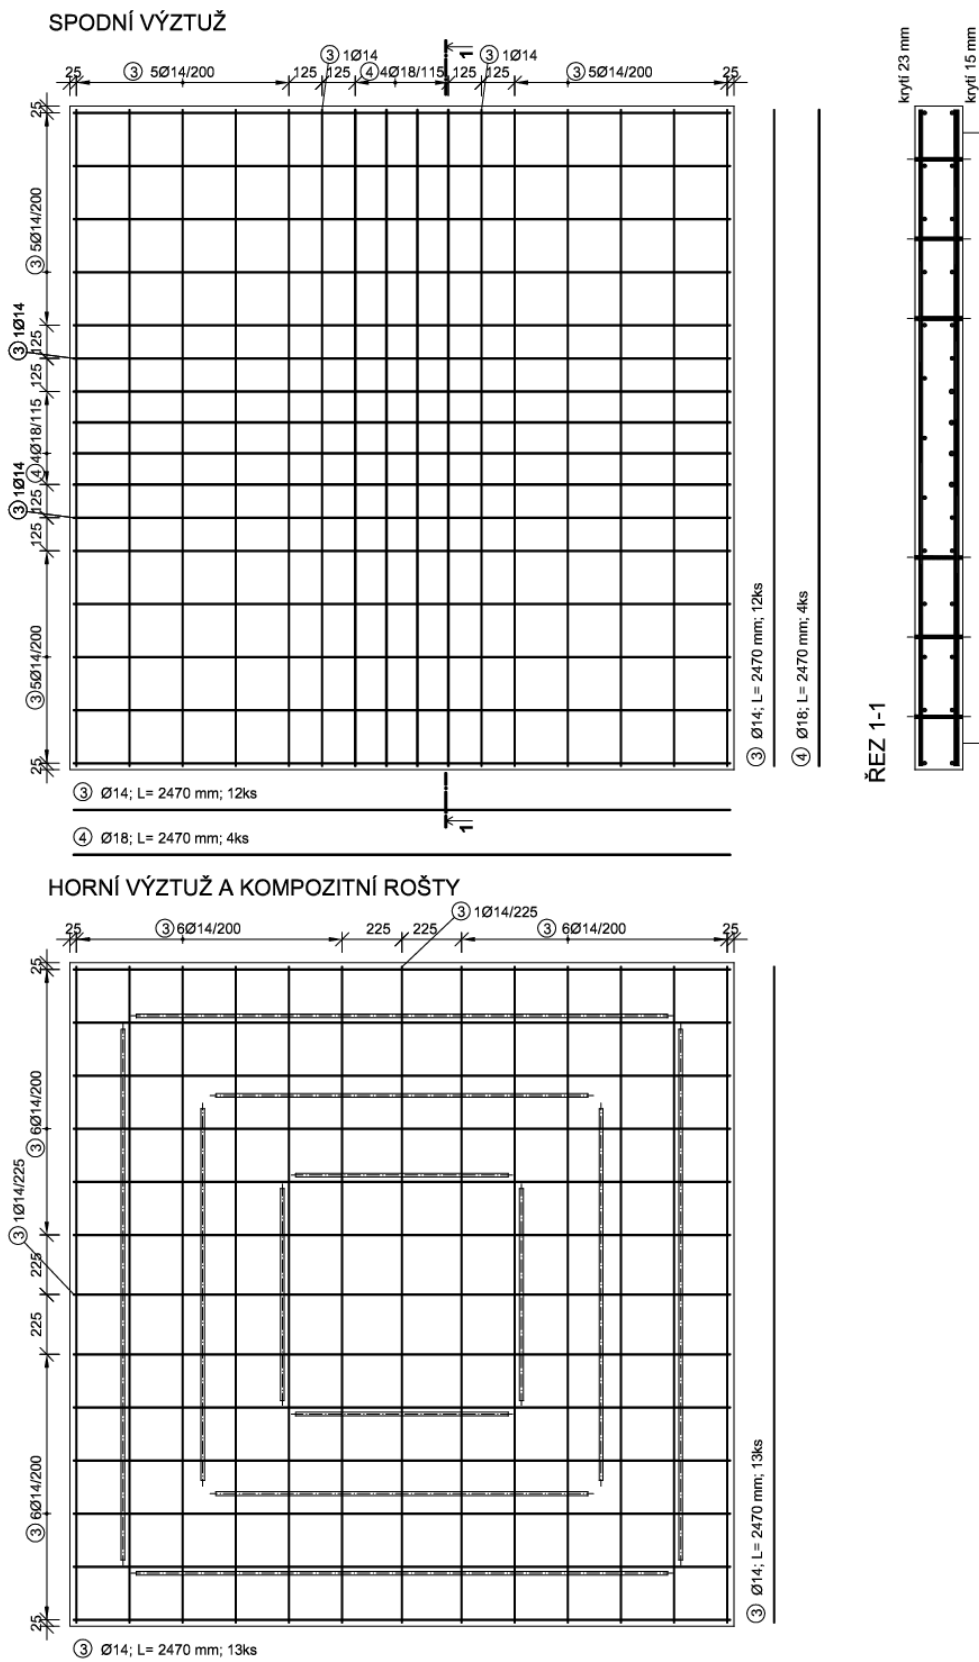 SPODNÍ VÝZTUŽ
③ 1Ø14
③ 1Ø14
1
25
③ 5Ø14/200
125
125
④ 4Ø18/115
125
125
③ 5Ø14/200
25
krytí 23 mm
krytí 15 mm
25
③ 5Ø14/200
③ 1Ø14
125
125
④ 4Ø18/115
③ 1Ø14
125
125
③ 5Ø14/200
25
③ Ø14; L= 2470 mm; 12ks
④ Ø18; L= 2470 mm; 4ks
ŘEZ 1-1
③ Ø14; L= 2470 mm; 12ks
1
④ Ø18; L= 2470 mm; 4ks
HORNÍ VÝZTUŽ A KOMPOZITNÍ ROŠTY
③ 1Ø14/225
25
③ 6Ø14/200
225
225
③ 6Ø14/200
25
25
③ 6Ø14/200
③ 1Ø14/225
225
225
③ 6Ø14/200
25
③ Ø14; L= 2470 mm; 13ks
③ Ø14; L= 2470 mm; 13ks